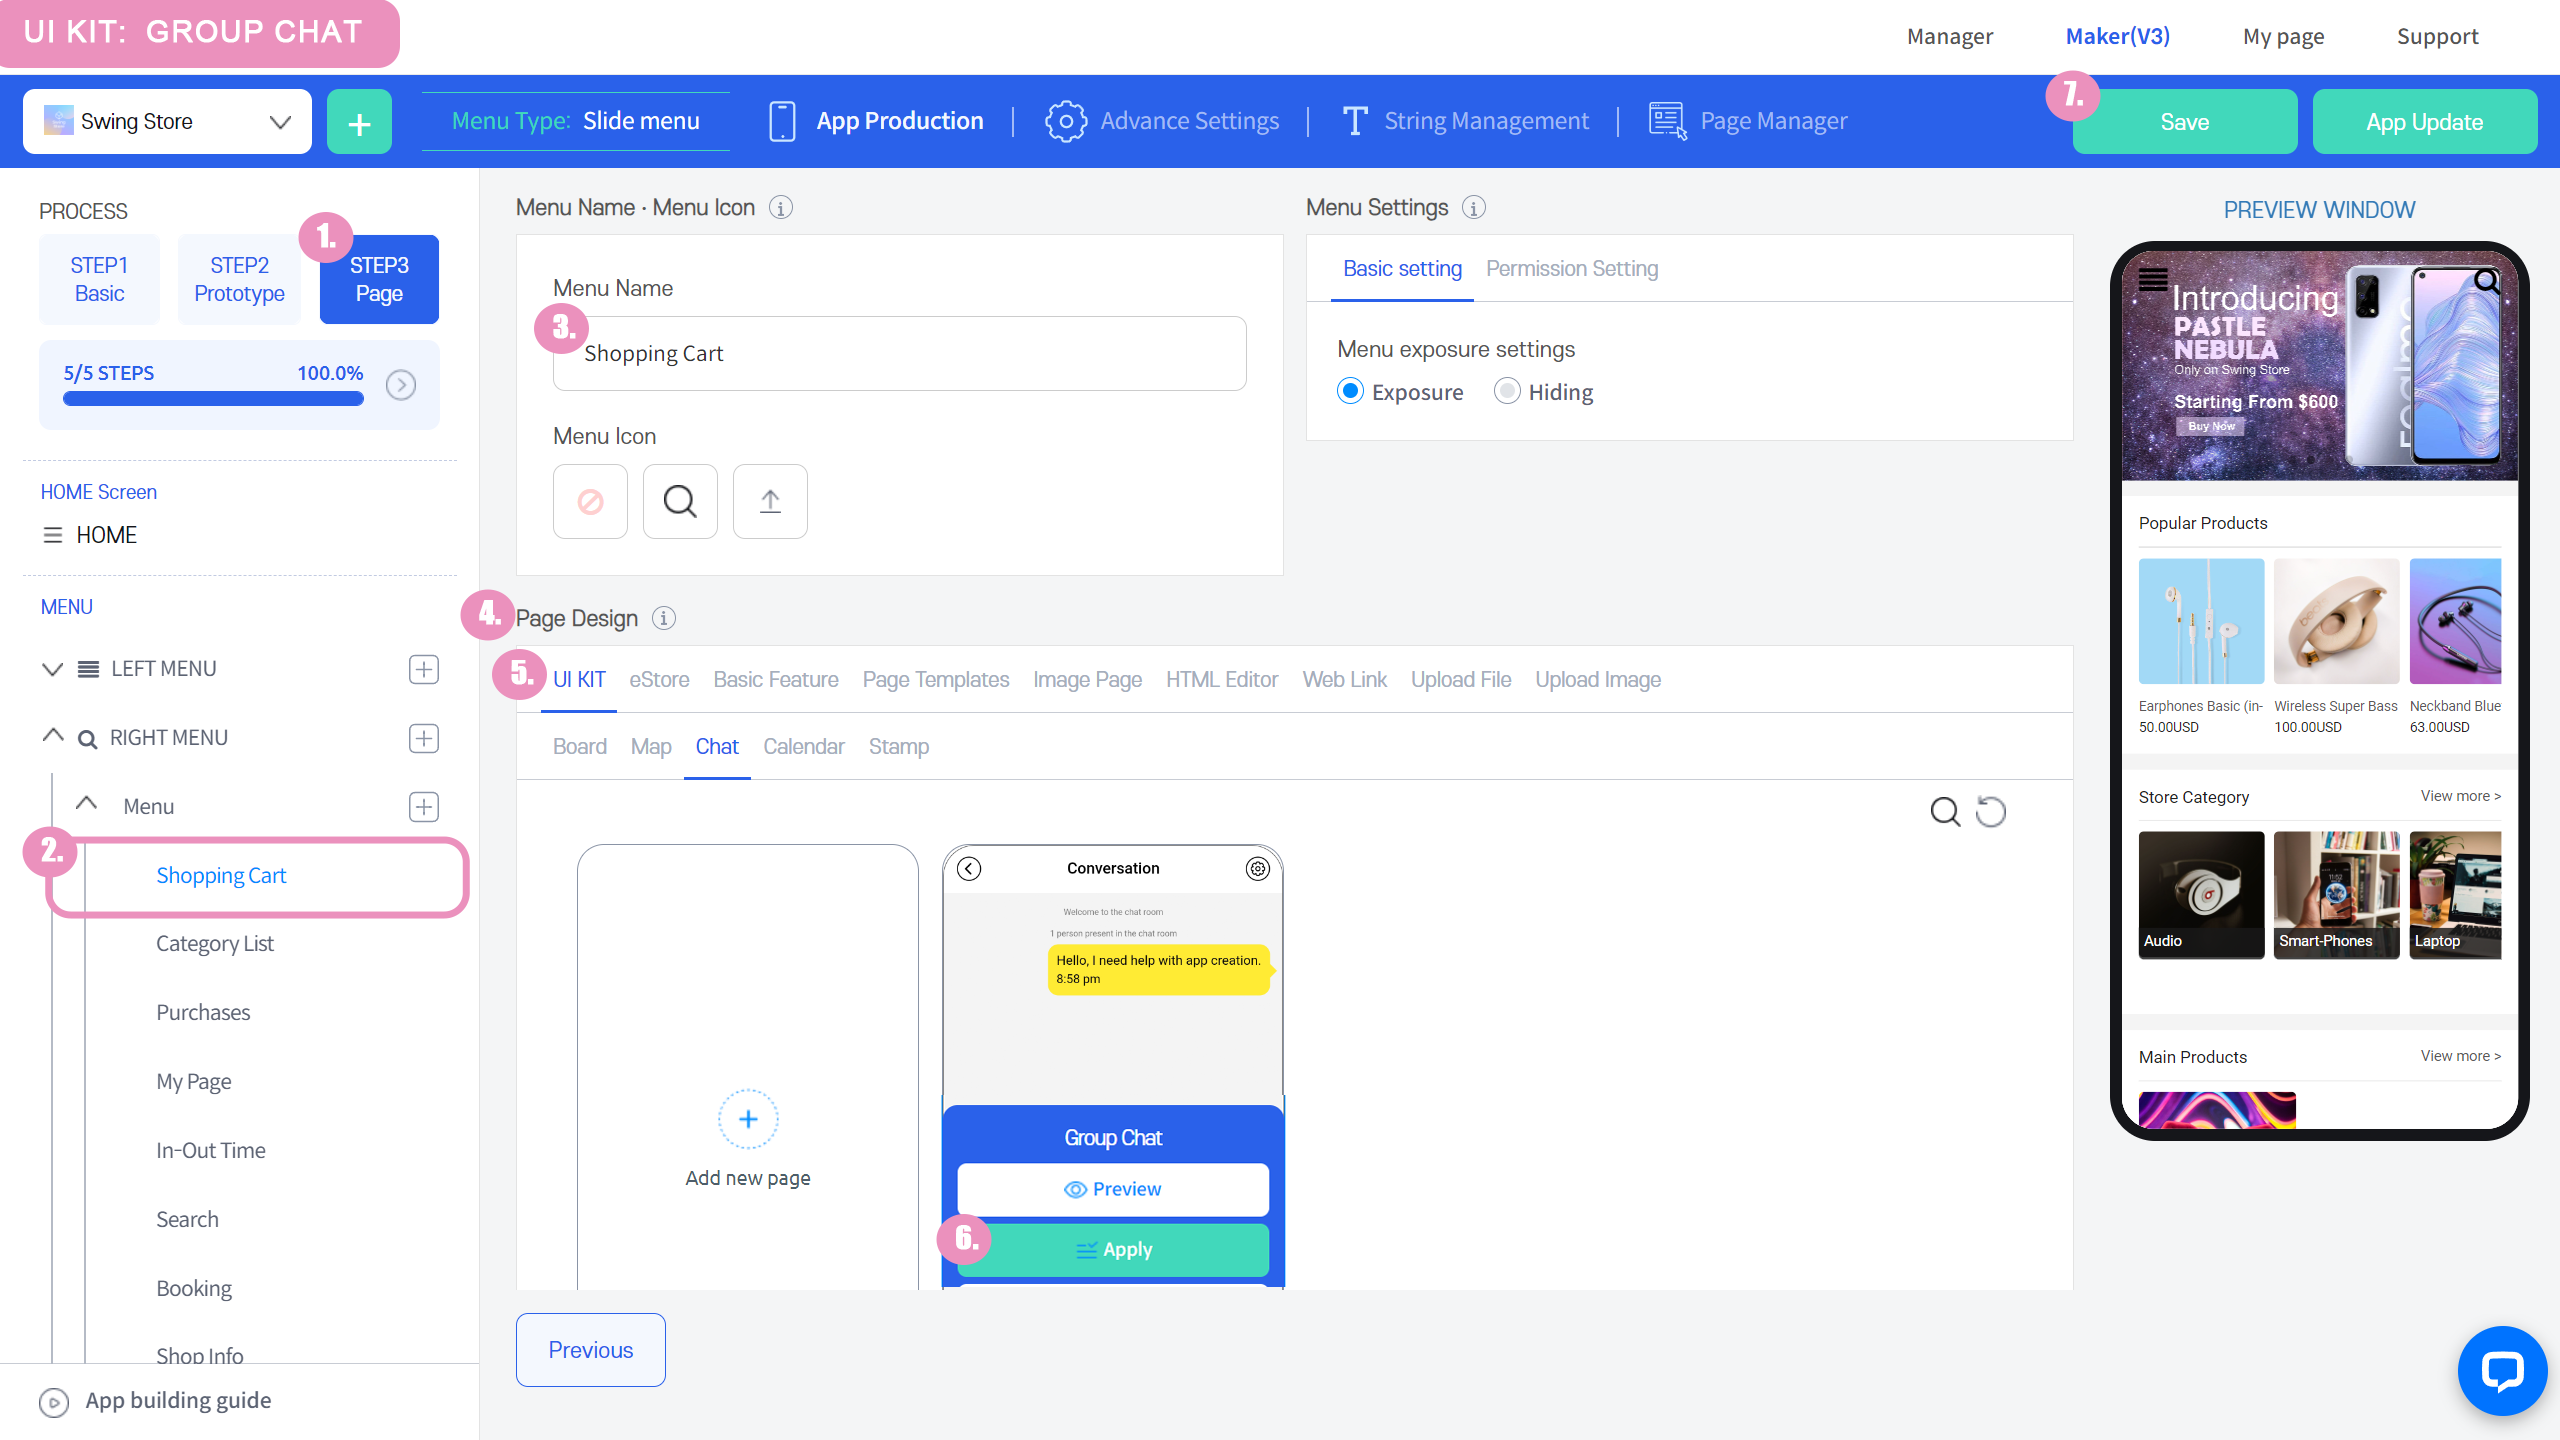 UI KIT: GROUP CHAT
Manager
Maker(V3)
My page
Support
Swing Store
+
Menu Type: Slide menu
App Production
Advance Settings
String Management
Page Manager
7.
Save
App Update
PROCESS
1.
STEP1
Basic
STEP2
Prototype
STEP3
Page
5/5 STEPS
100.0%
HOME Screen
HOME
MENU
LEFT MENU
RIGHT MENU
Menu
2.
Shopping Cart
Category List
Purchases
My Page
In-Out Time
Search
Booking
Shop Info
App building guide
Menu Name · Menu Icon
Menu Name
3.
Shopping Cart
Menu Icon
Menu Settings
Basic setting
Permission Setting
Menu exposure settings
Exposure
Hiding
4.
Page Design
5.
UI KIT
eStore
Basic Feature
Page Templates
Image Page
HTML Editor
Web Link
Upload File
Upload Image
Board
Map
Chat
Calendar
Stamp
Add new page
Conversation
Welcome to the chat room
1 person present in the chat room
Hello, I need help with app creation.
8:58 pm
Group Chat
Preview
6.
Apply
Previous
PREVIEW WINDOW
Introducing
PASTLE
NEBULA
Only on Swing Store
Starting From $600
Buy Now
realme
Popular Products
Earphones Basic (in-
50.00USD
Wireless Super Bass
100.00USD
Neckband Blue
63.00USD
Store Category
View more >
Audio
Smart-Phones
Laptop
Main Products
View more >